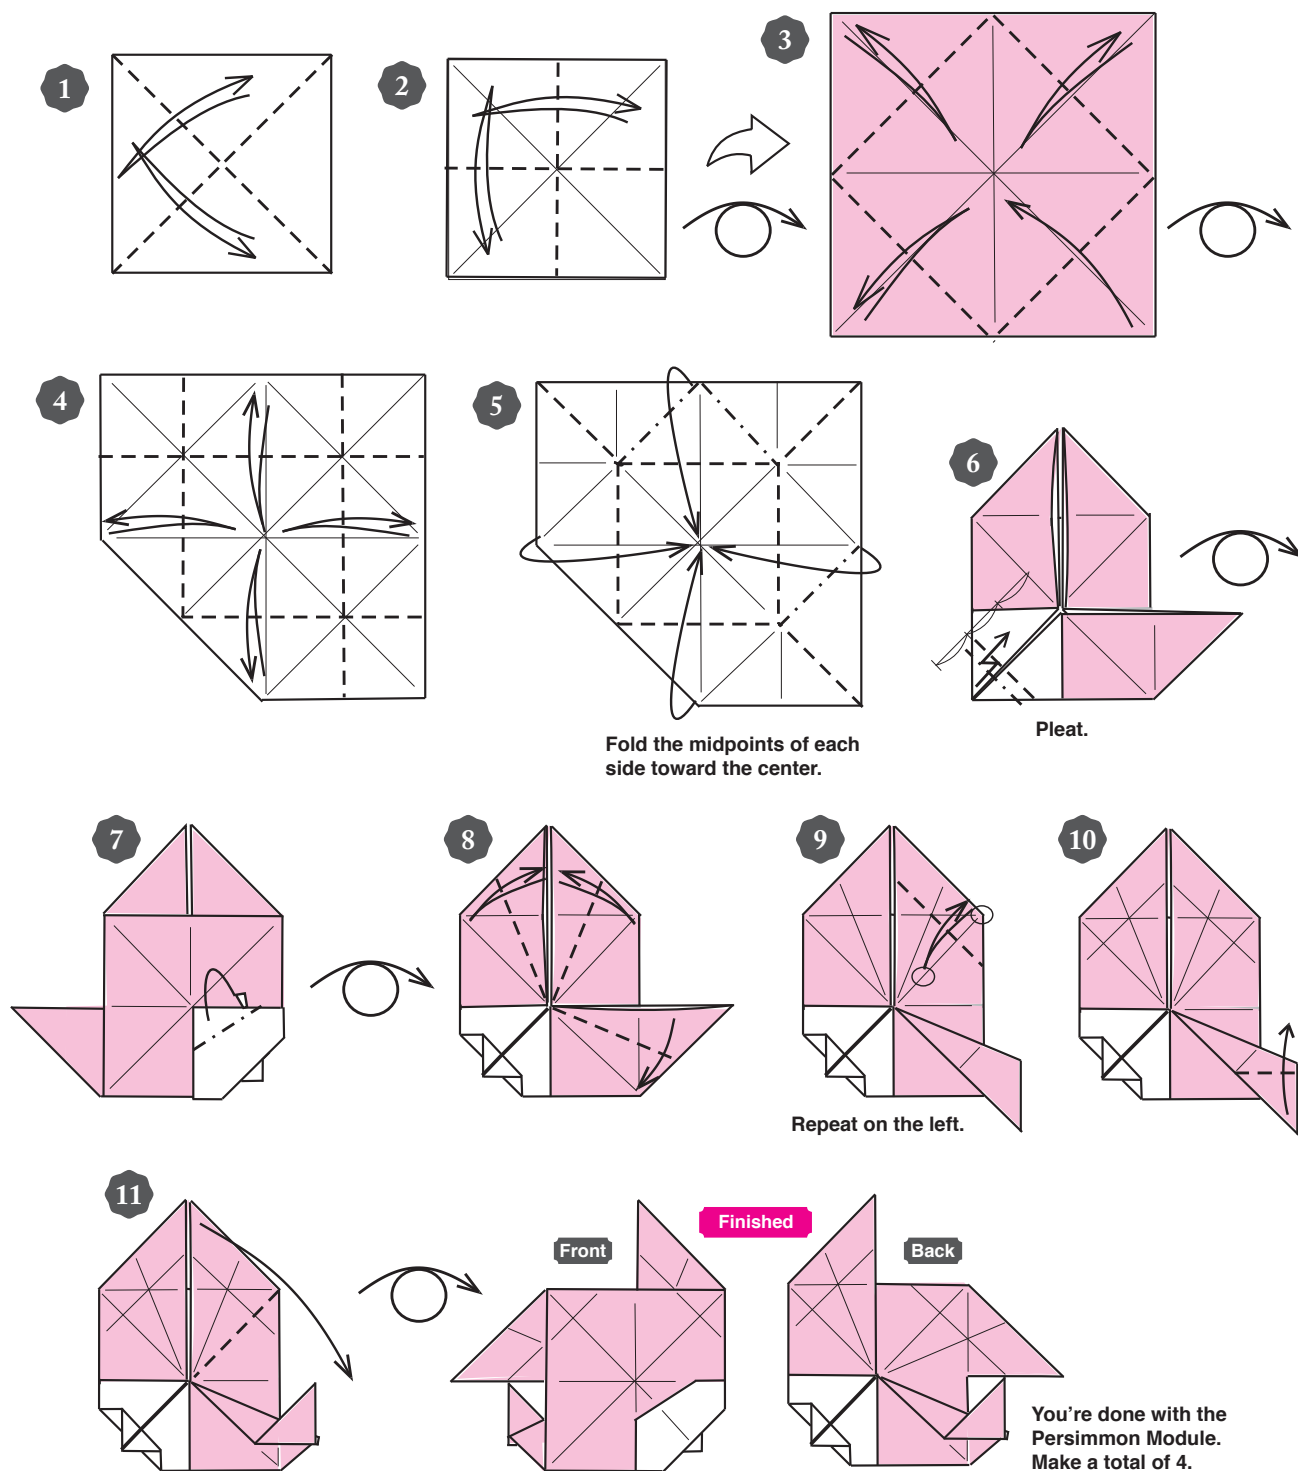 1
2
3
4
5
Fold the midpoints of each
side toward the center.
6
Pleat.
7
8
9
Repeat on the left.
10
11
Finished
Front
Back
You're done with the
Persimmon Module.
Make a total of 4.